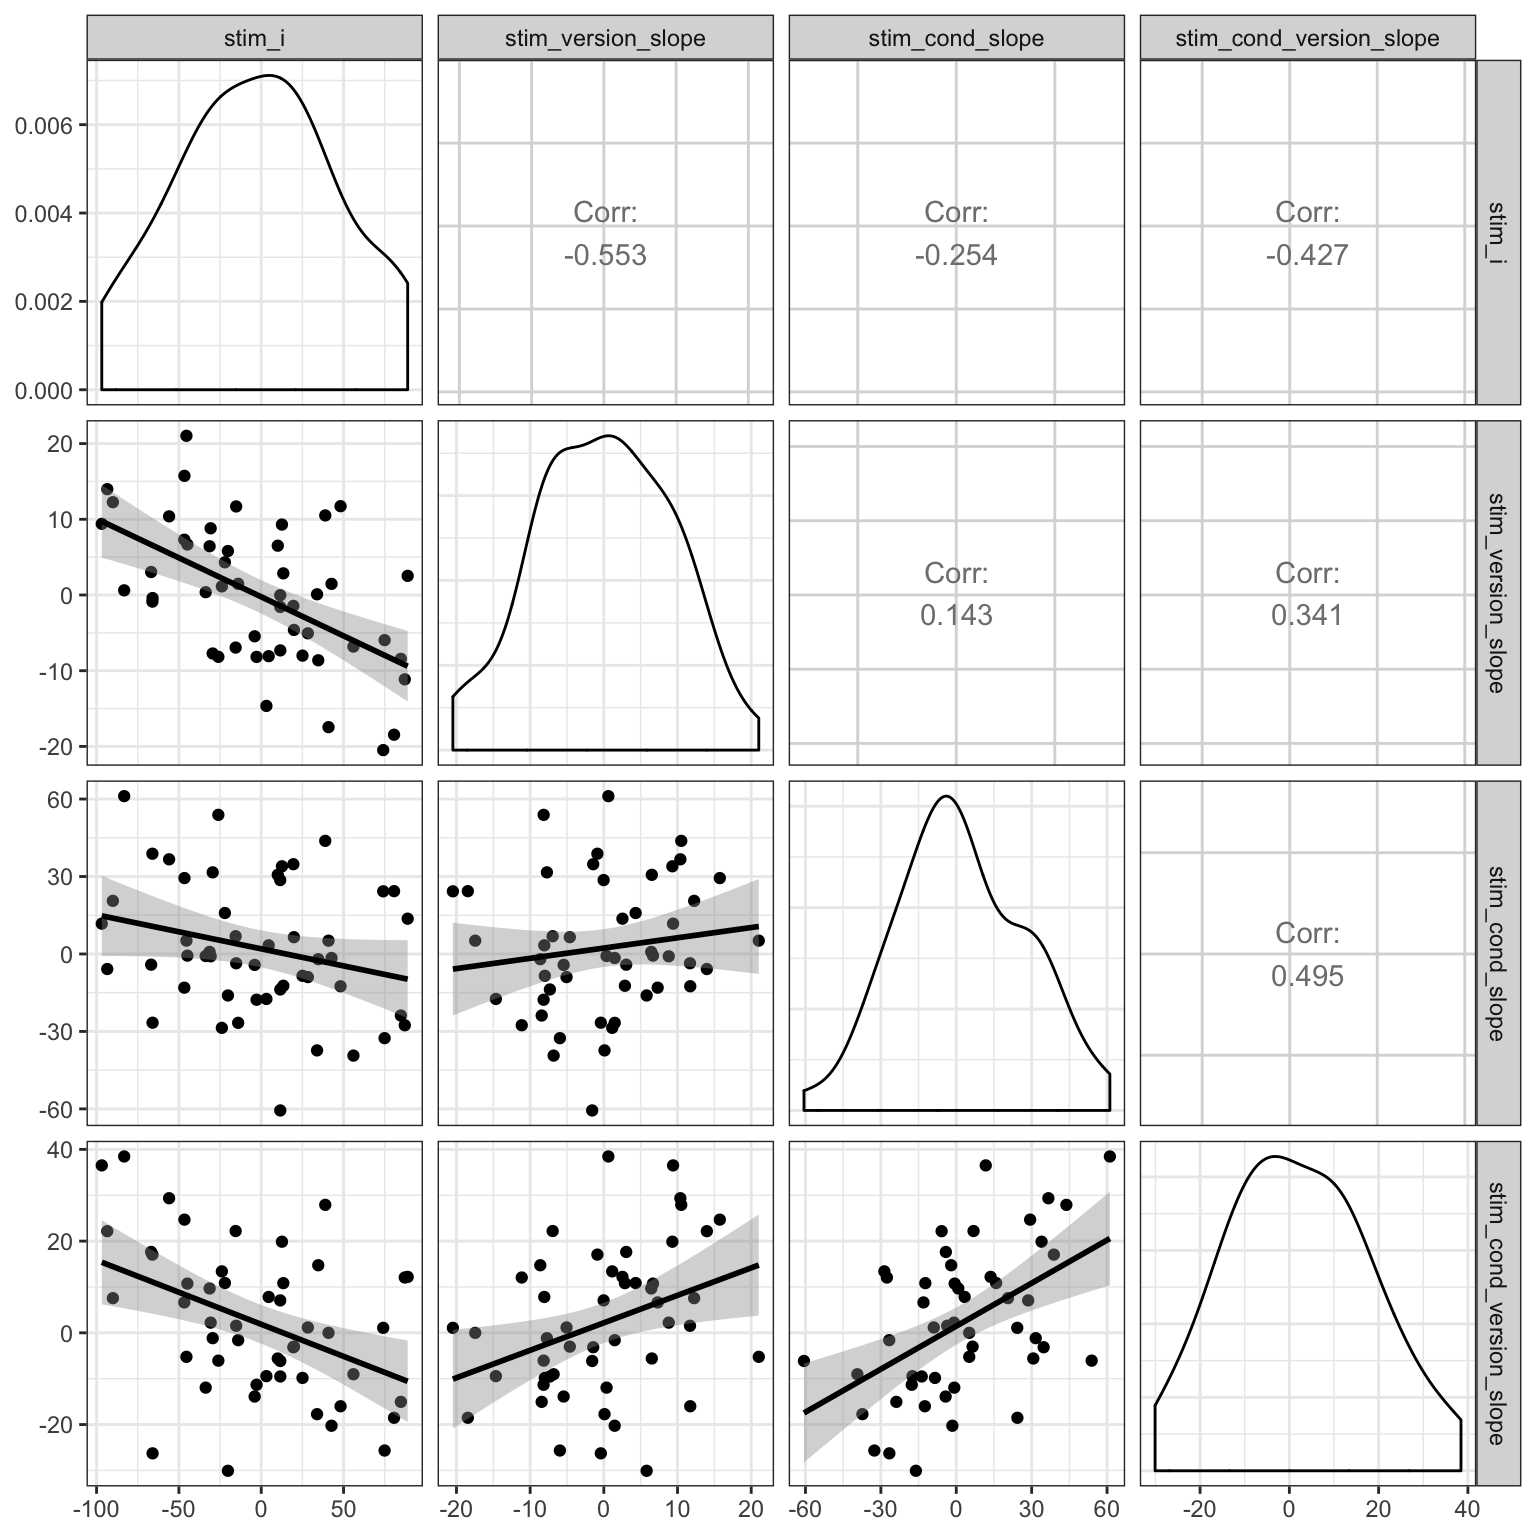 stim_i
stim_version_slope
stim_cond_slope
stim_cond_version_slope
0.006
0.004
0.002
0.000
Corr:
-0.553
Corr:
-0.254
Corr:
-0.427
stim_i
20
10
0
-10
-20
Corr:
0.143
Corr:
0.341
stim_version_slope
60
30
0
-30
-60
Corr:
0.495
stim_cond_slope
40
20
0
-20
stim_cond_version_slope
-100 -50 0 50
-20 -10 0 10 20
-60 -30 0 30 60
-20 0 20 40